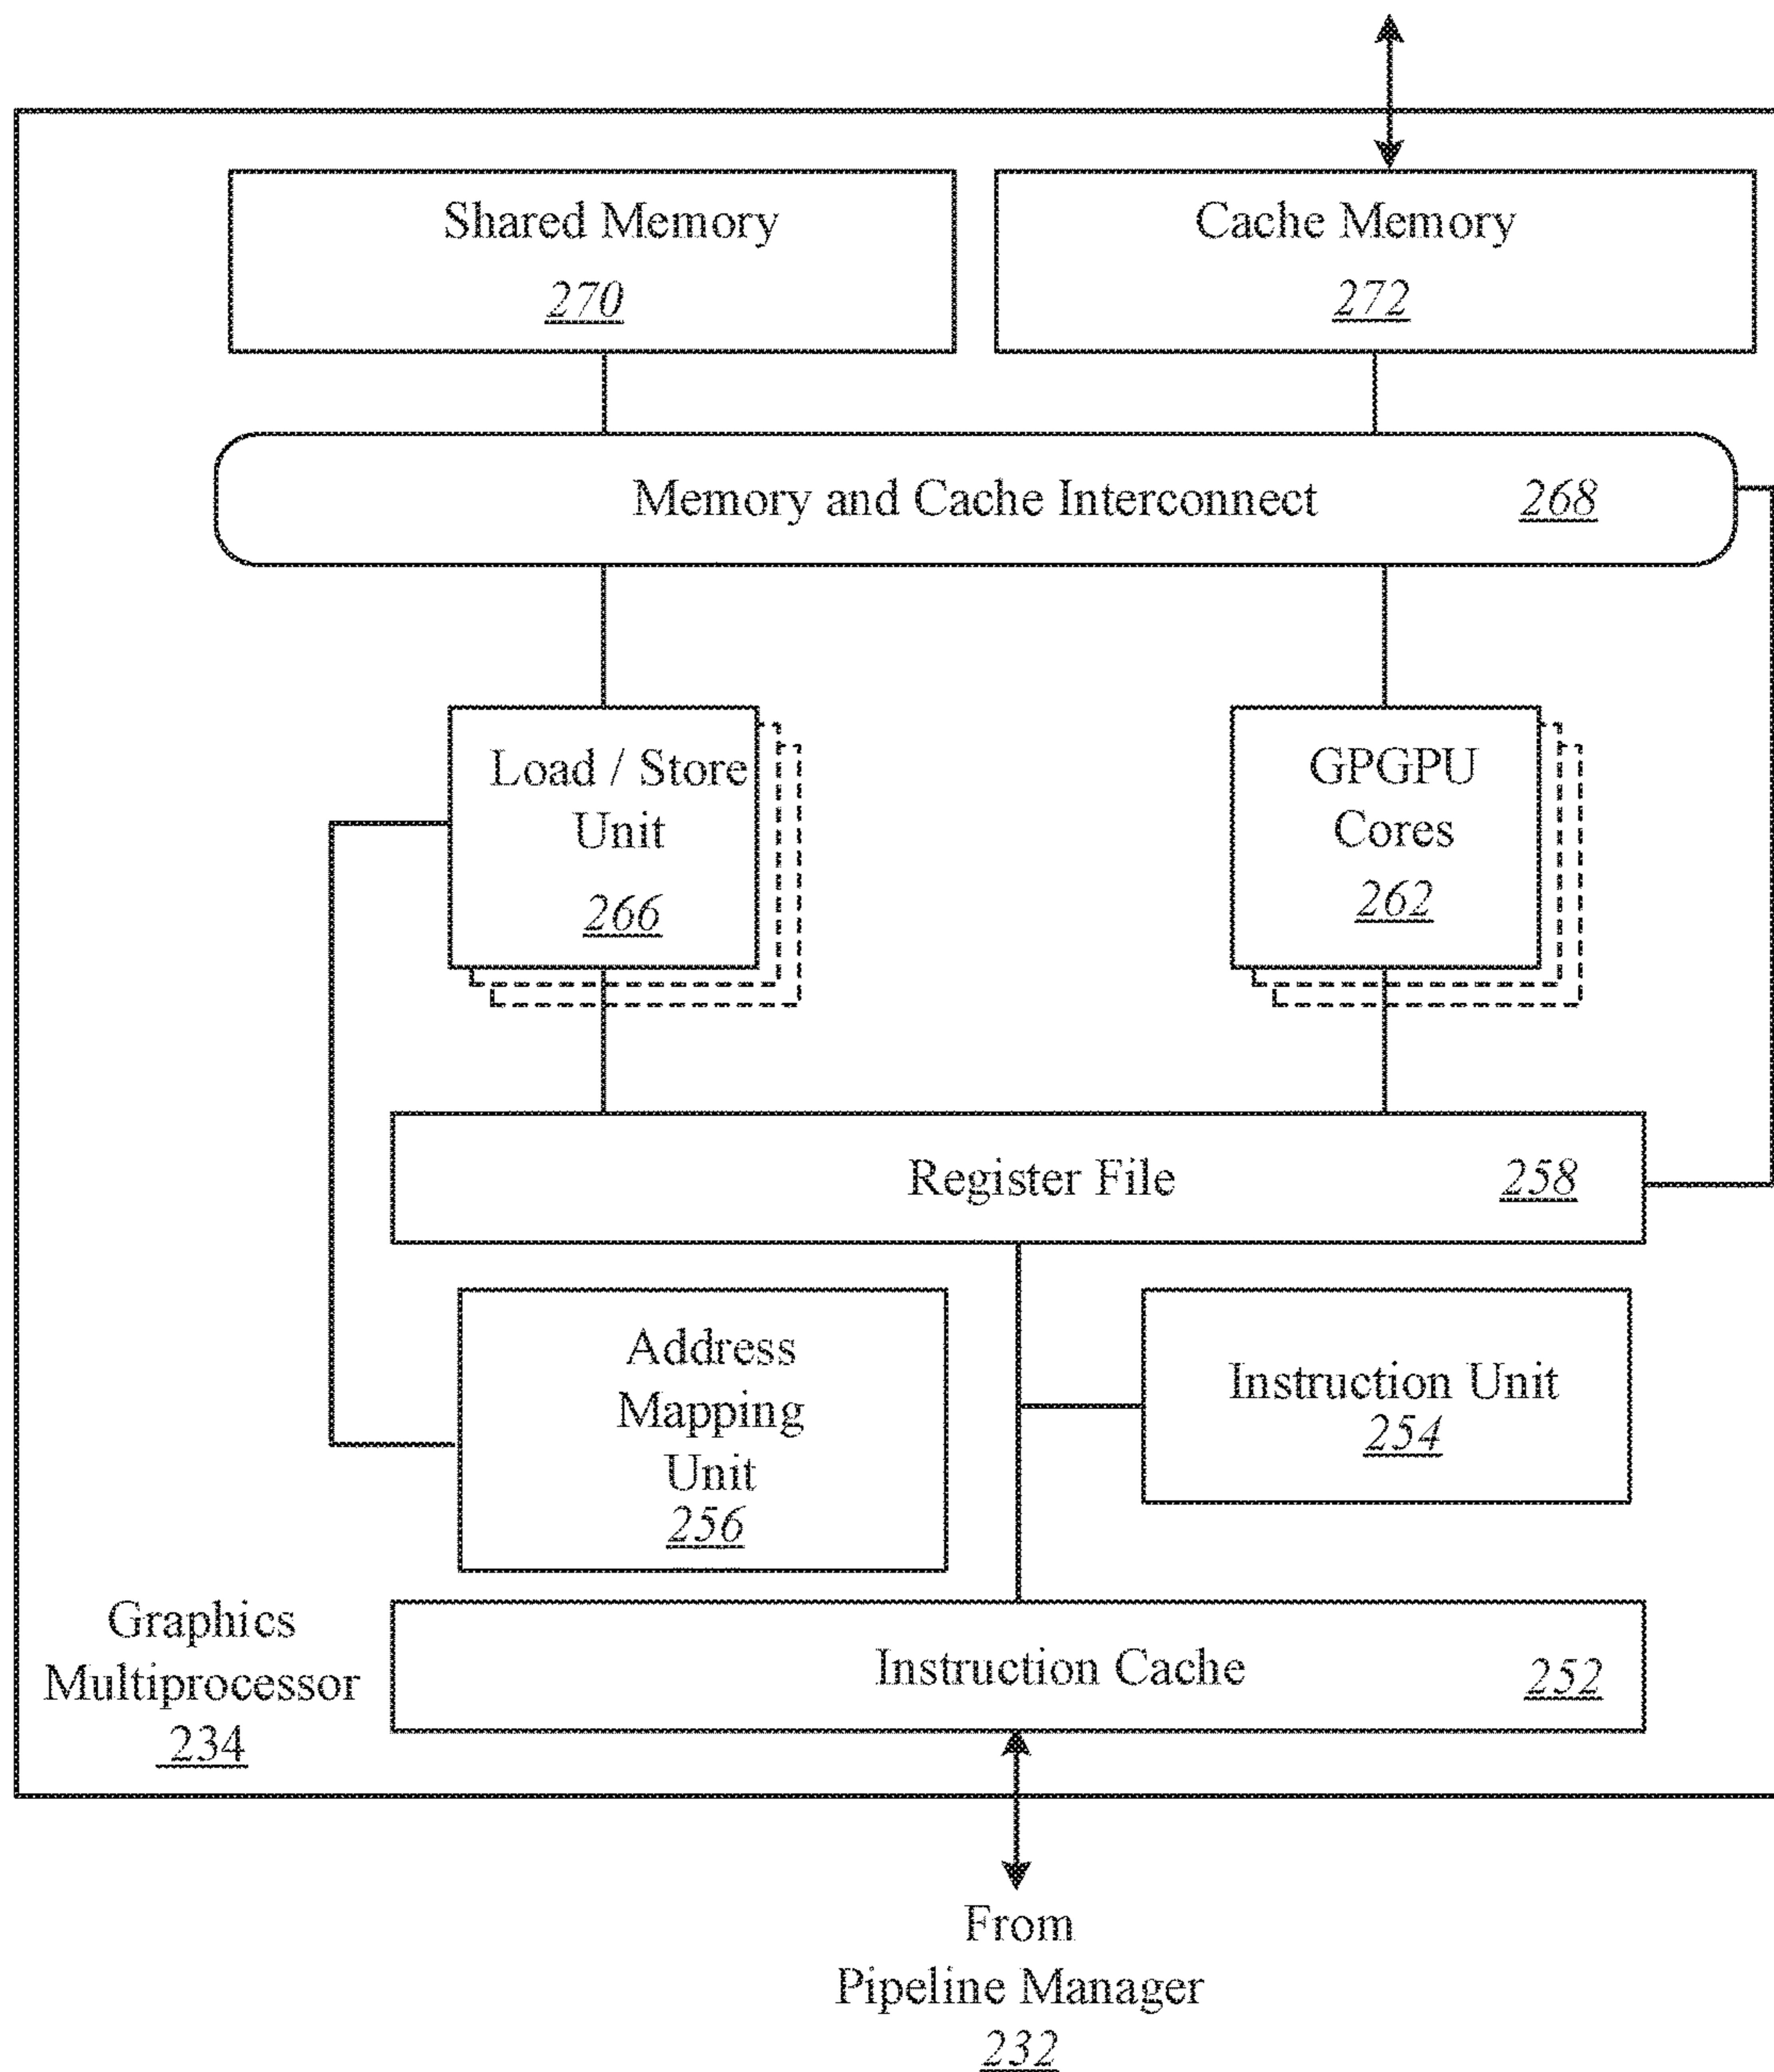 Shared Memory
270
Cache Memory
272
Memory and Cache Interconnect 268
Load / Store
Unit
266
GPGPU
Cores
262
Register File 258
Address
Mapping
Unit
256
Instruction Unit
254
Graphics
Multiprocessor
234
Instruction Cache 252
From
Pipeline Manager
232